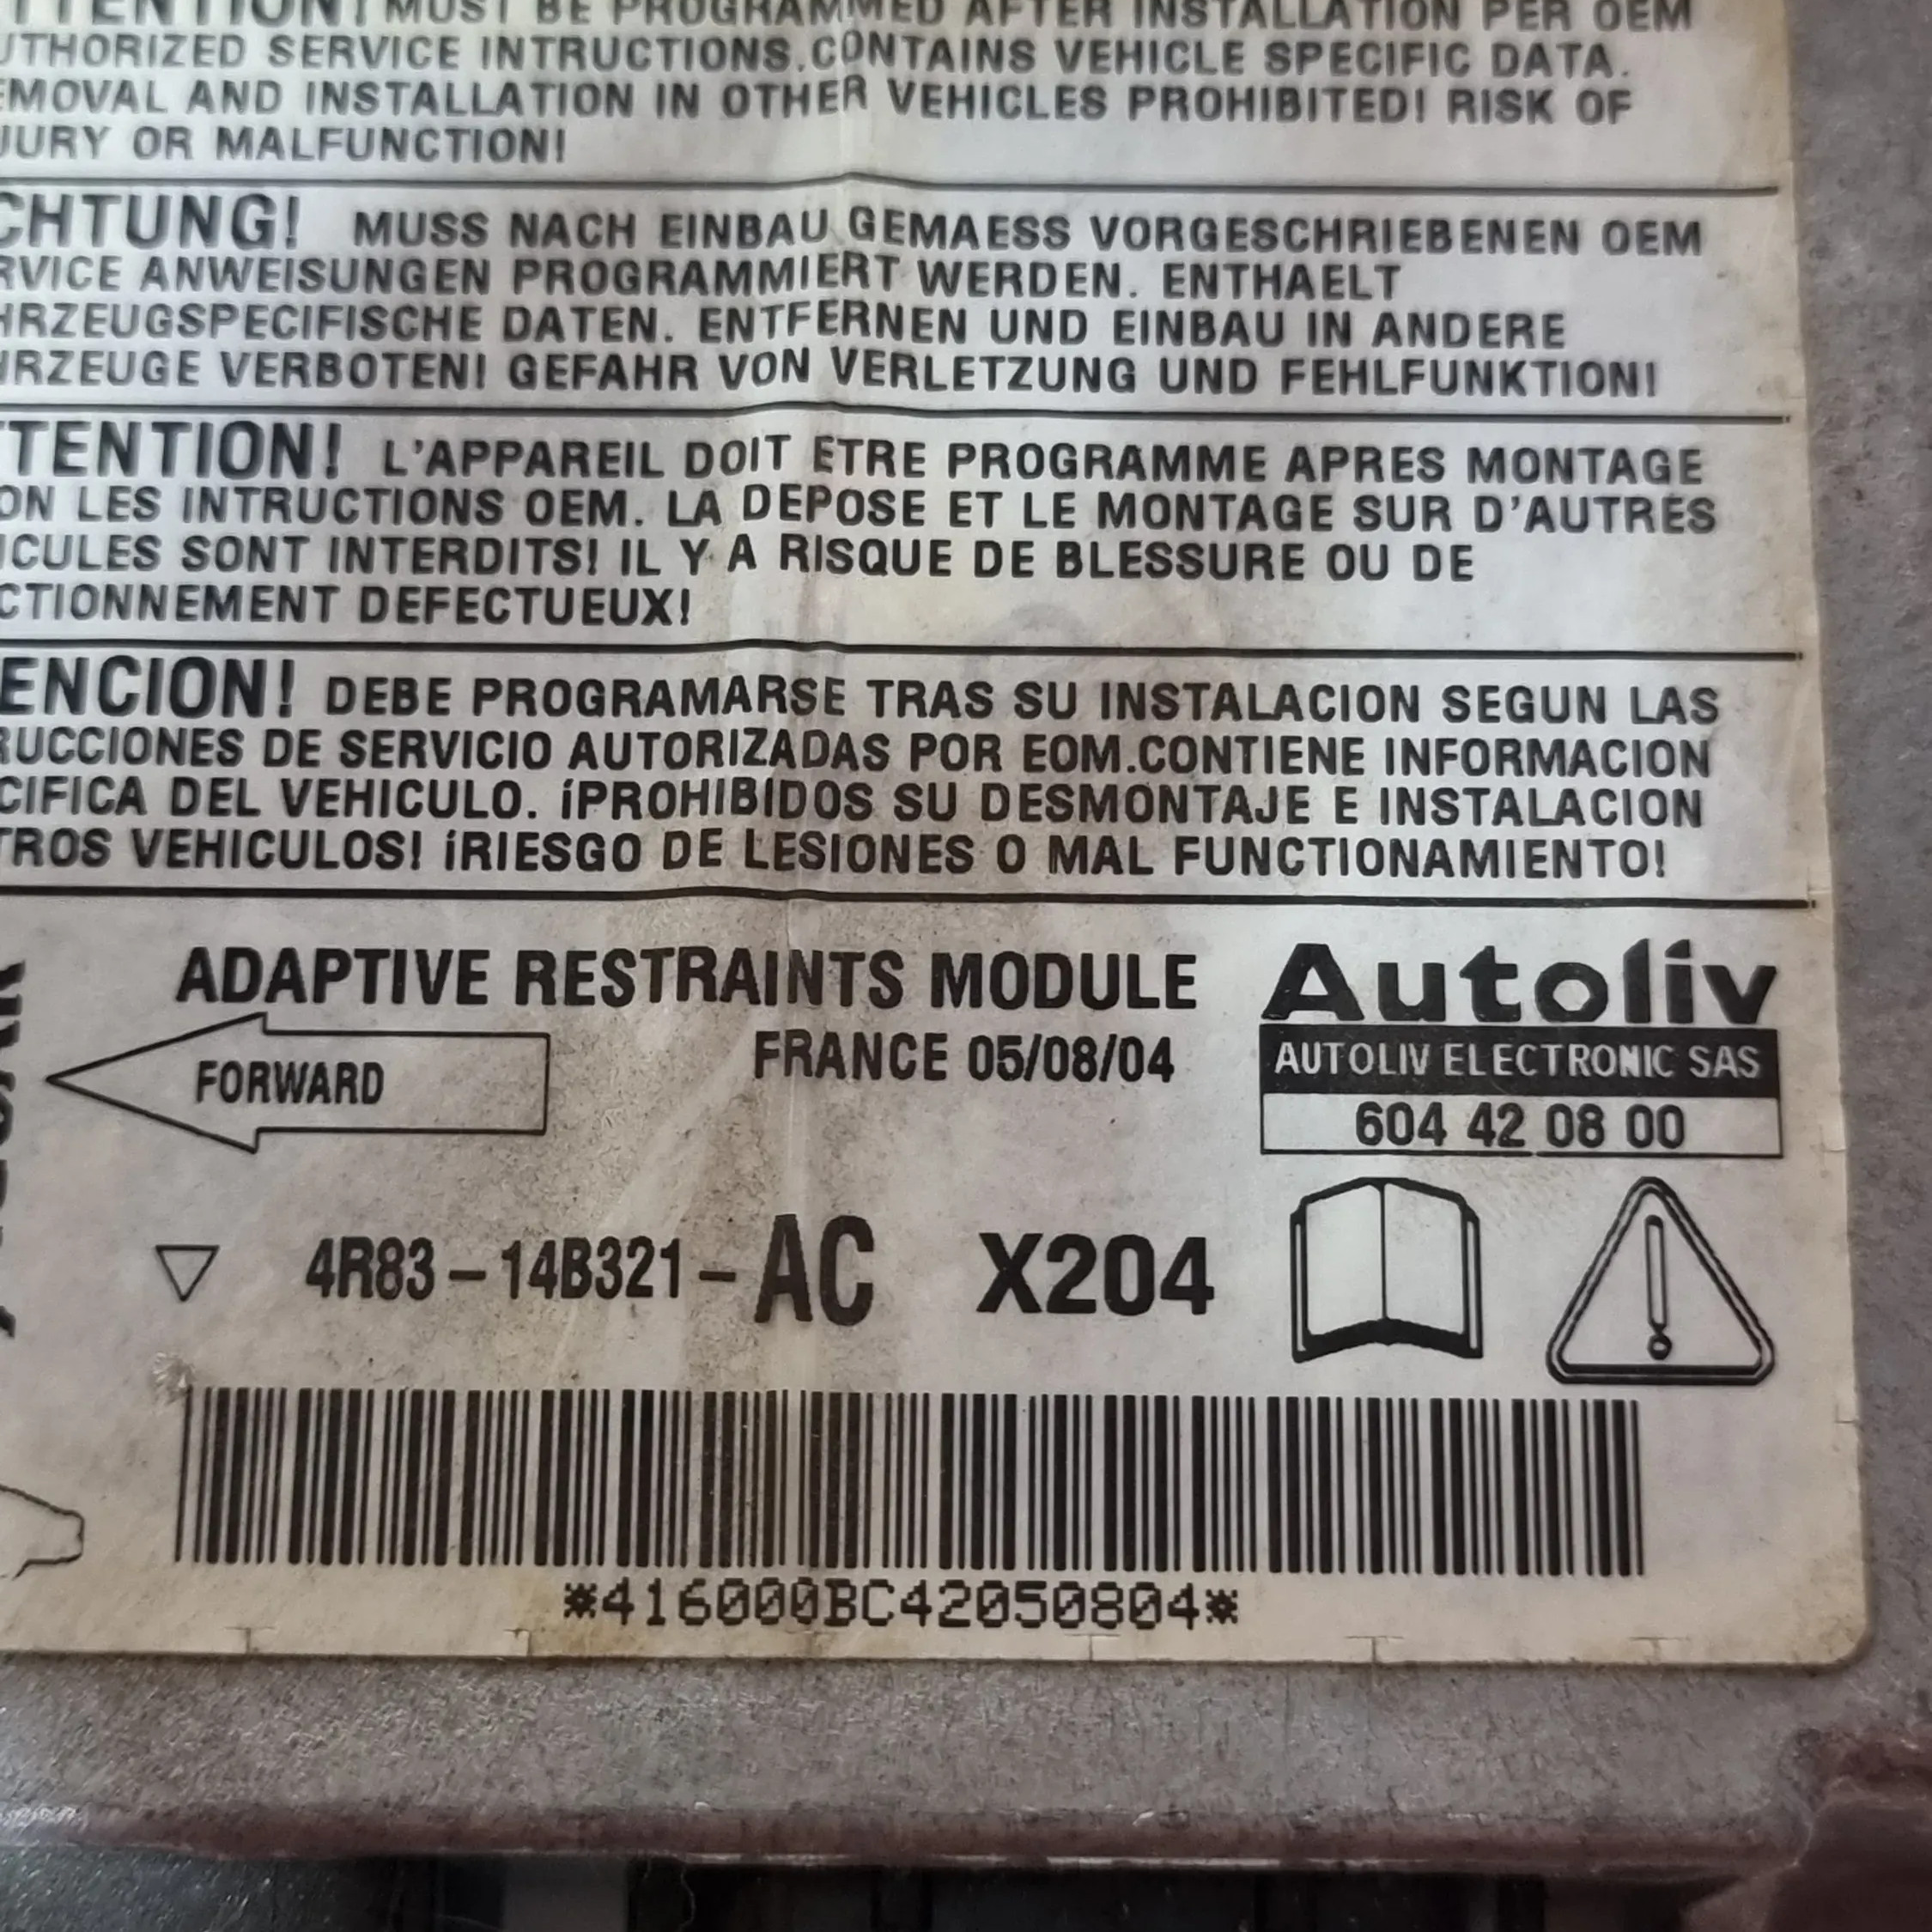 TTENTION! MUST BE PROGRAMMED AFTER INSTALLATION PER OEM
UTHORIZED SERVICE INTRUCTIONS.CONTAINS VEHICLE SPECIFIC DATA.
EMOVAL AND INSTALLATION IN OTHER VEHICLES PROHIBITED! RISK OF
JURY OR MALFUNCTION!
CHTUNG! MUSS NACH EINBAU GEMAESS VORGESCHRIEBENEN OEM
RVICE ANWEISUNGEN PROGRAMMIERT WERDEN. ENTHAELT
HRZEUGSPECIFISCHE DATEN. ENTFERNEN UND EINBAU IN ANDERE
HRZEUGE VERBOTEN! GEFAHR VON VERLETZUNG UND FEHLFUNKTION!
TTENTION! L'APPAREIL DOIT ETRE PROGRAMME APRES MONTAGE
ON LES INTRUCTIONS OEM. LA DEPOSE ET LE MONTAGE SUR D'AUTRES
ICULES SONT INTERDITS! IL Y A RISQUE DE BLESSURE OU DE
CTIONNEMENT DEFECTUEUX!
ENCION! DEBE PROGRAMARSE TRAS SU INSTALACION SEGUN LAS
RUCCIONES DE SERVICIO AUTORIZADAS POR EOM.CONTIENE INFORMACION
CIFICA DEL VEHICULO. íPROHIBIDOS SU DESMONTAJE E INSTALACION
TROS VEHICULOS! íRIESGO DE LESIONES O MAL FUNCTIONAMIENTO!
ADAPTIVE RESTRAINTS MODULE
FRANCE 05/08/04
FORWARD
Autoliv
AUTOLIV ELECTRONIC SAS
604 42 08 00
4R83-14B321-AC X204
*416000BC42050804*